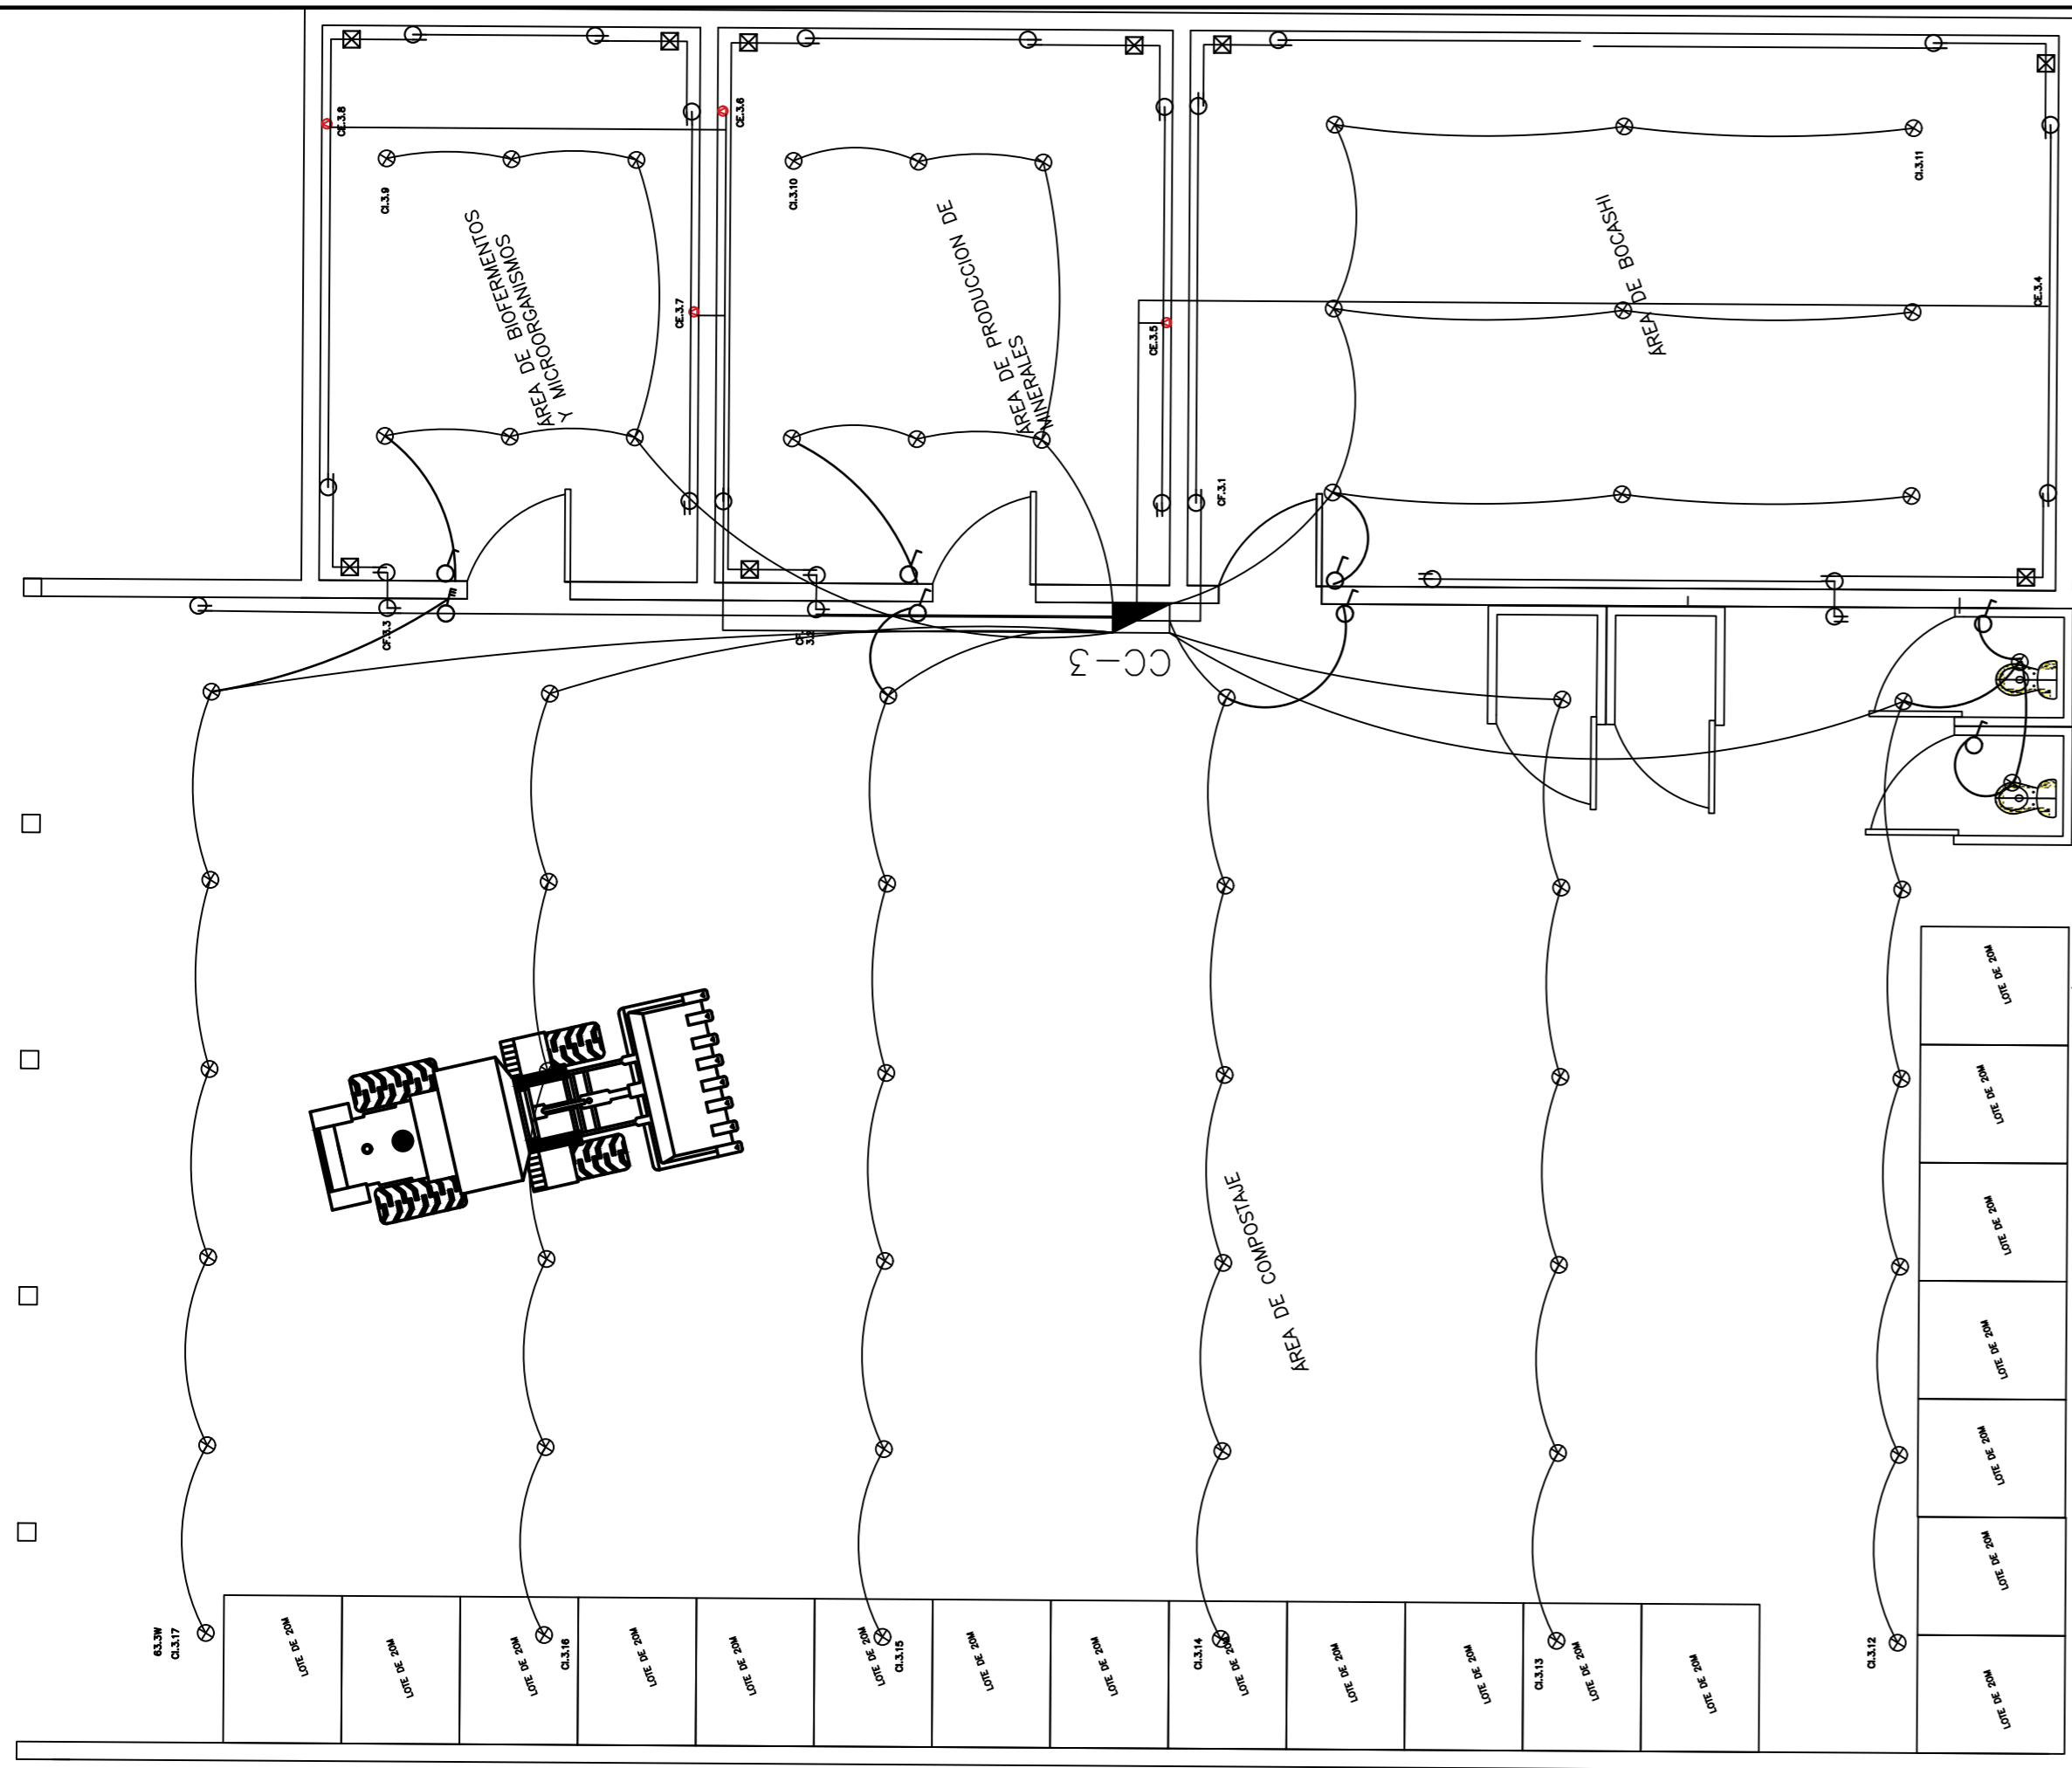 CE.3.8
CE.3.6
CI.3.9
CI.3.10
CI.3.11
ÁREA DE BIOFERMENTOS
Y MICROORGANISMOS
ÁREA DE PRODUCCION DE
MINERALES
ÁREA DE BOCASHI
CE.3.7
CE.3.5
CE.3.4
CF.3.1
CF.3.3
CC-3
ÁREA DE COMPOSTAJE
LOTE DE 20M
LOTE DE 20M
LOTE DE 20M
LOTE DE 20M
LOTE DE 20M
LOTE DE 20M
LOTE DE 20M
63.3W
CI.3.17
LOTE DE 20M
LOTE DE 20M
LOTE DE 20M
CI.3.16
LOTE DE 20M
LOTE DE 20M
LOTE DE 20M
CI.3.15
LOTE DE 20M
LOTE DE 20M
CI.3.14
LOTE DE 20M
LOTE DE 20M
LOTE DE 20M
CI.3.13
LOTE DE 20M
LOTE DE 20M
CI.3.12